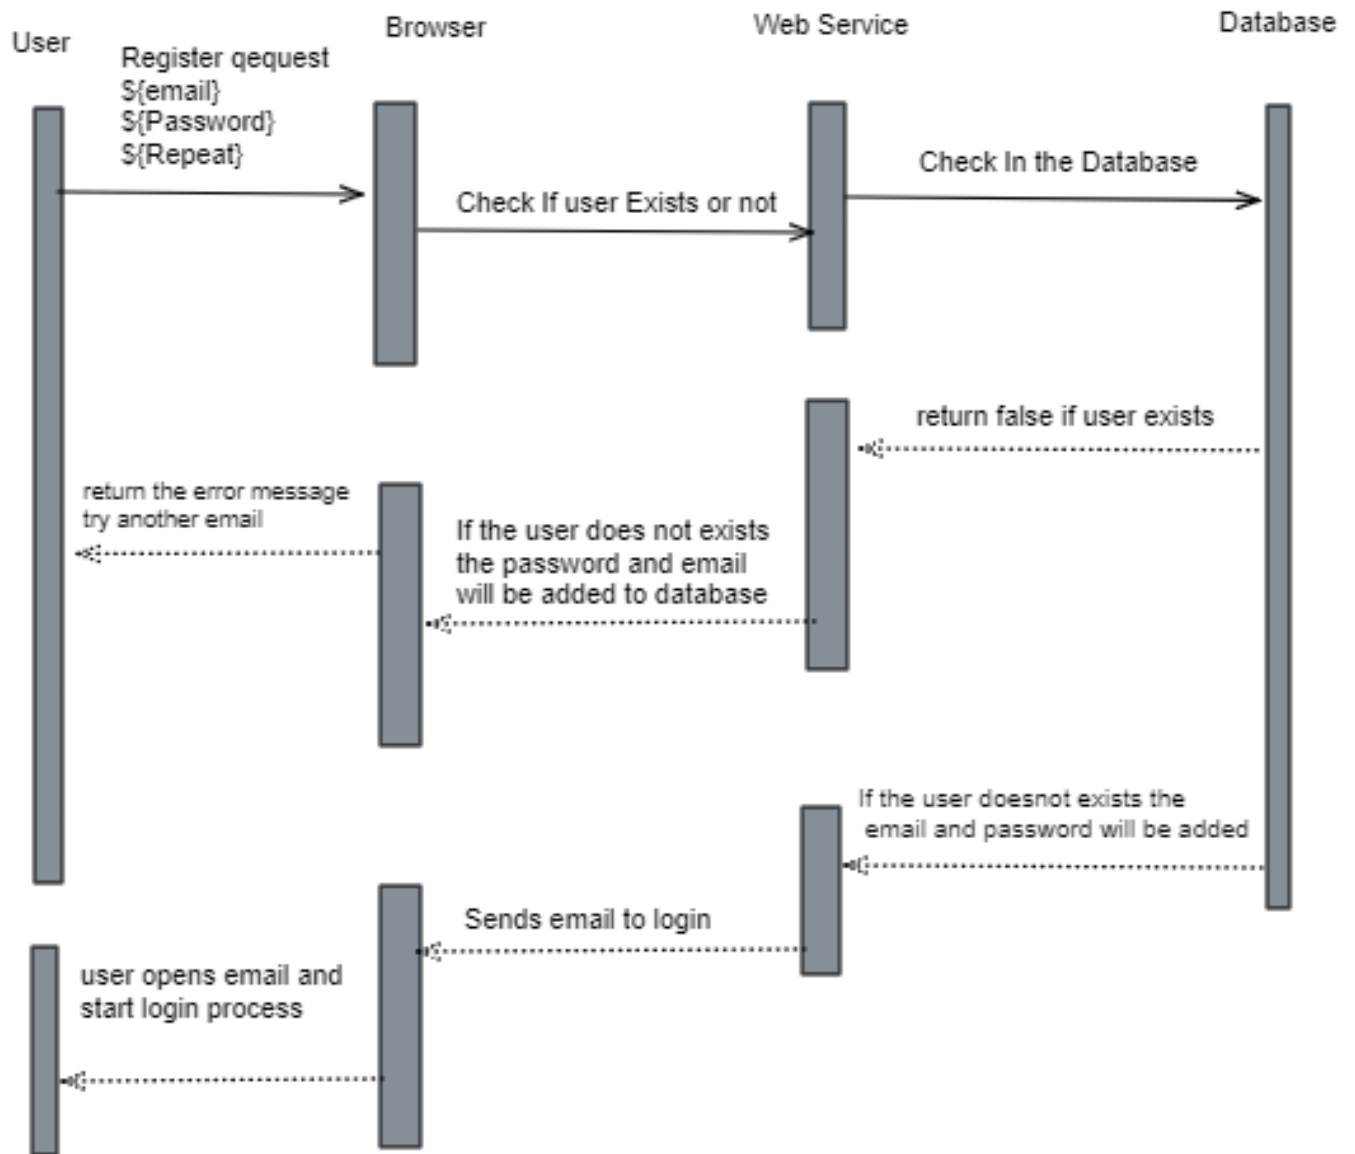 User
Browser
Web Service
Database
Register qequest
${email}
${Password}
${Repeat}
Check If user Exists or not
Check In the Database
return false if user exists
return the error message
try another email
If the user does not exists
the password and email
will be added to database
If the user doesnot exists the
email and password will be added
Sends email to login
user opens email and
start login process